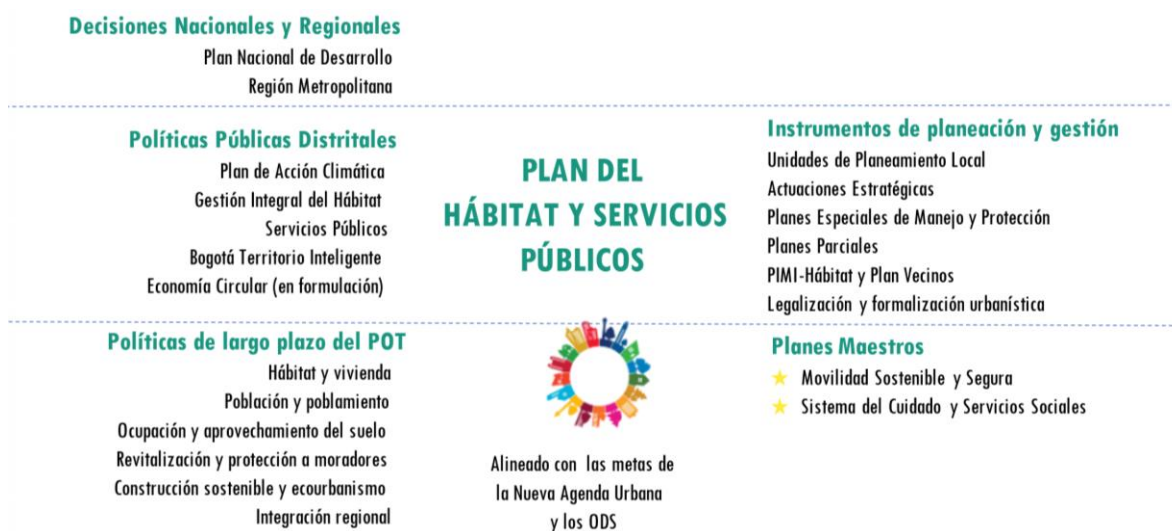 Decisiones Nacionales y Regionales
Plan Nacional de Desarrollo
Región Metropolitana
Políticas Públicas Distritales
Plan de Acción Climática
Gestión Integral del Hábitat
Servicios Públicos
Bogotá Territorio Inteligente
Economía Circular (en formulación)
Políticas de largo plazo del POT
Hábitat y vivienda
Población y poblamiento
Ocupación y aprovechamiento del suelo
Revitalización y protección a moradores
Construcción sostenible y ecourbanismo
Integración regional
PLAN DEL
HÁBITAT Y SERVICIOS
PÚBLICOS
Alineado con las metas de
la Nueva Agenda Urbana
y los ODS
Instrumentos de planeación y gestión
Unidades de Planeamiento Local
Actuaciones Estratégicas
Planes Especiales de Manejo y Protección
Planes Parciales
PIMI-Hábitat y Plan Vecinos
Legalización y formalización urbanística
Planes Maestros
Movilidad Sostenible y Segura
Sistema del Cuidado y Servicios Sociales